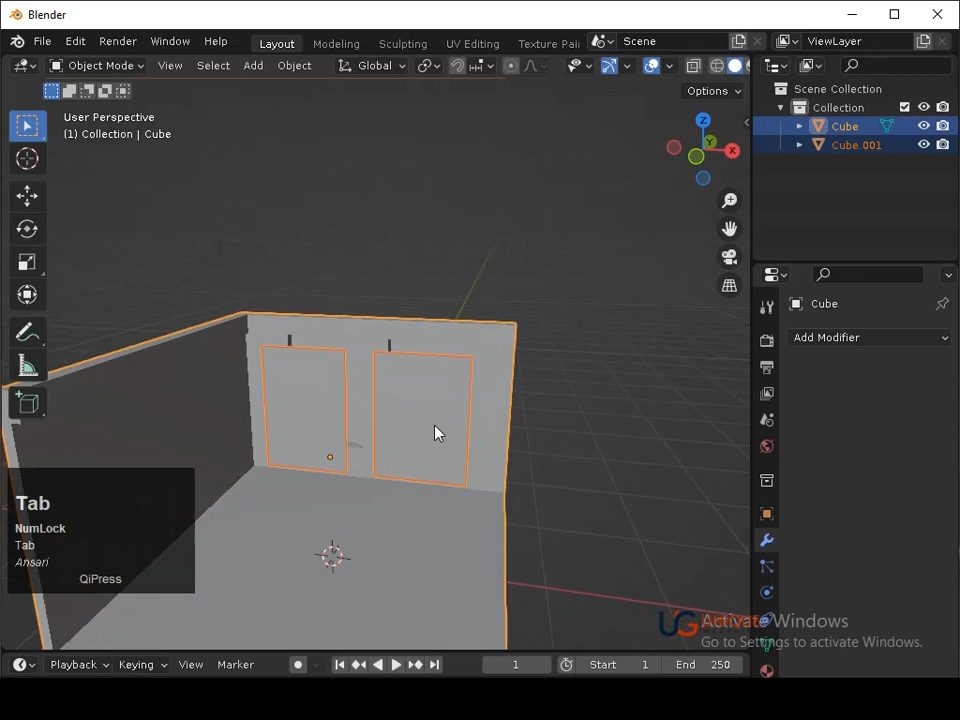 Blender
File Edit Render Window Help
Layout Modeling Sculpting UV Editing Texture Pai
Scene
ViewLayer
Object Mode View Select Add Object Global
Options
User Perspective
(1) Collection | Cube
Scene Collection
Collection
Cube
Cube.001
Cube
Add Modifier
X
Y
Z
Tab
NumLock
Tab
Ansari
QiPress
UG
Activate Windows
Go to Settings to activate Windows.
Playback Keying View Marker
1
Start 1 End 250